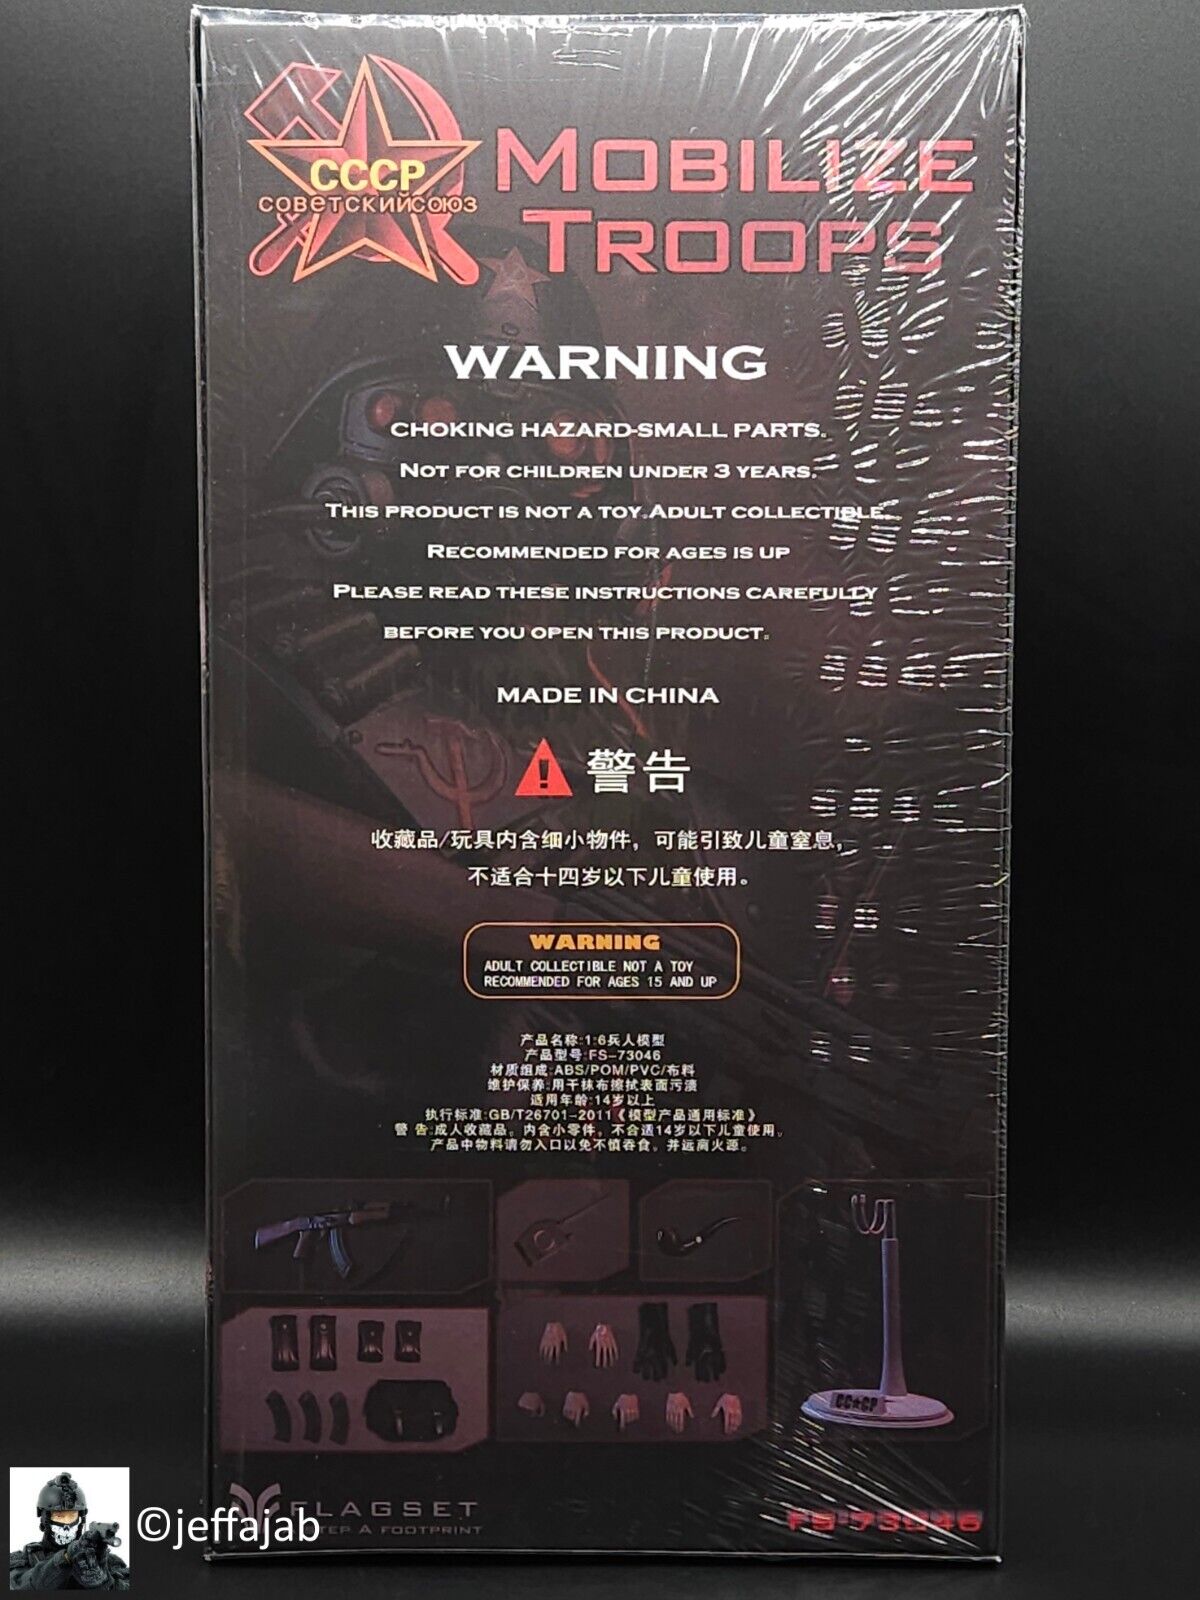 CCCP
СОВЕТСКИЙСОЮЗ
MOBILIZE
TROOPS
WARNING
CHOKING HAZARD-SMALL PARTS.
NOT FOR CHILDREN UNDER 3 YEARS.
THIS PRODUCT IS NOT A TOY.ADULT COLLECTIBLE.
RECOMMENDED FOR AGES IS UP
PLEASE READ THESE INSTRUCTIONS CAREFULLY
BEFORE YOU OPEN THIS PRODUCT.
MADE IN CHINA
警告
收藏品/玩具内含细小物件，可能引致儿童窒息，
不适合十四岁以下儿童使用。
WARNING
ADULT COLLECTIBLE NOT A TOY
RECOMMENDED FOR AGES 15 AND UP
产品名称:1:6兵人模型
产品型号:FS-73046
材质组成:ABS/POM/PVC/布料
维护保养:用干抹布擦拭表面污渍
适用年龄:14岁以上
执行标准:GB/T26701-2011《模型产品通用标准》
警 告:成人收藏品，内含小零件，不合适14岁以下儿童使用。
产品中物料请勿入口以免不慎吞食，并远离火源。
CC★CP
FLAGSET
STEP A FOOTPRINT
FS-73046
©jeffajab